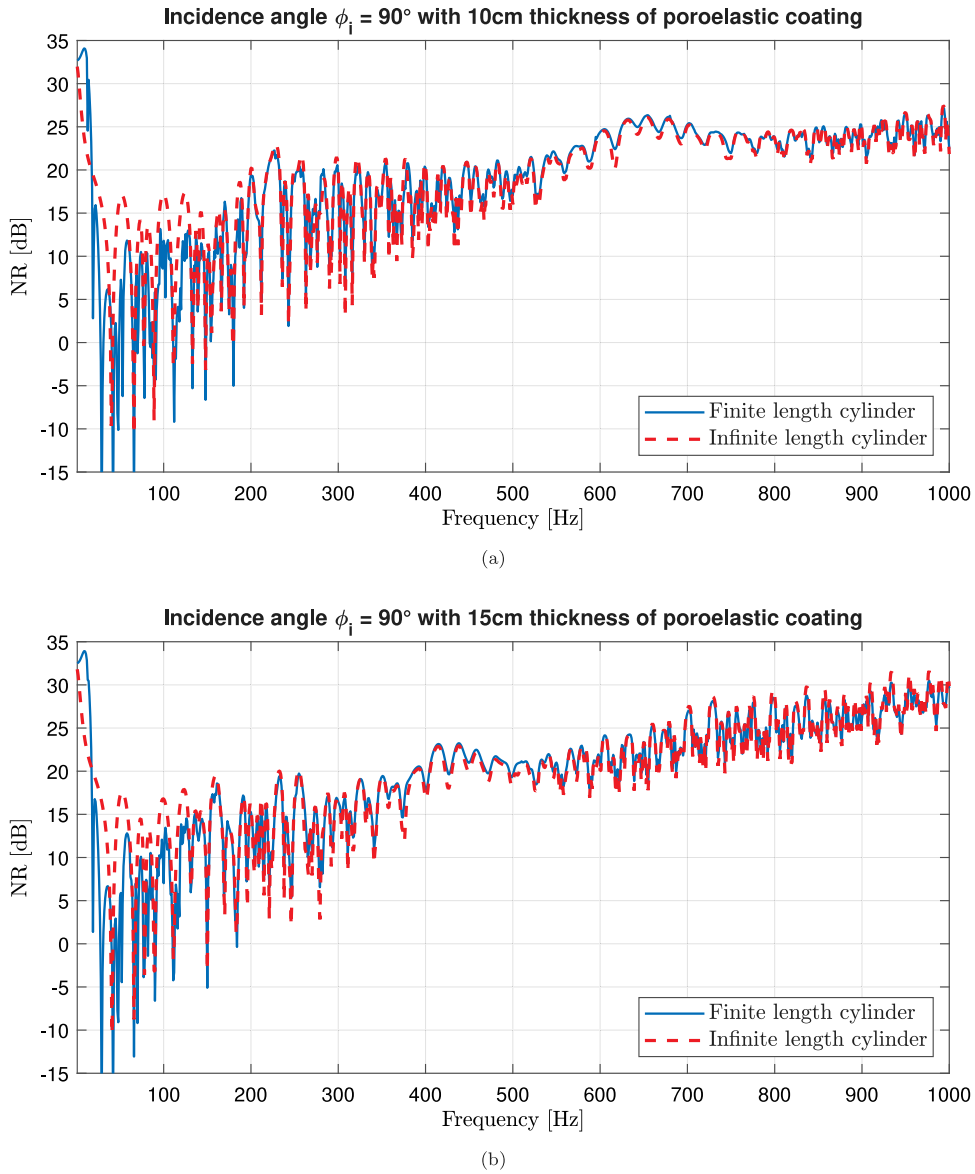 Incidence angle ϕi = 90° with 10cm thickness of poroelastic coating
35
30
25
20
15
10
5
0
-5
-10
-15
NR [dB]
Finite length cylinder
Infinite length cylinder
100 200 300 400 500 600 700 800 900 1000
Frequency [Hz]
(a)
Incidence angle ϕi = 90° with 15cm thickness of poroelastic coating
35
30
25
20
15
10
5
0
-5
-10
-15
NR [dB]
Finite length cylinder
Infinite length cylinder
100 200 300 400 500 600 700 800 900 1000
Frequency [Hz]
(b)